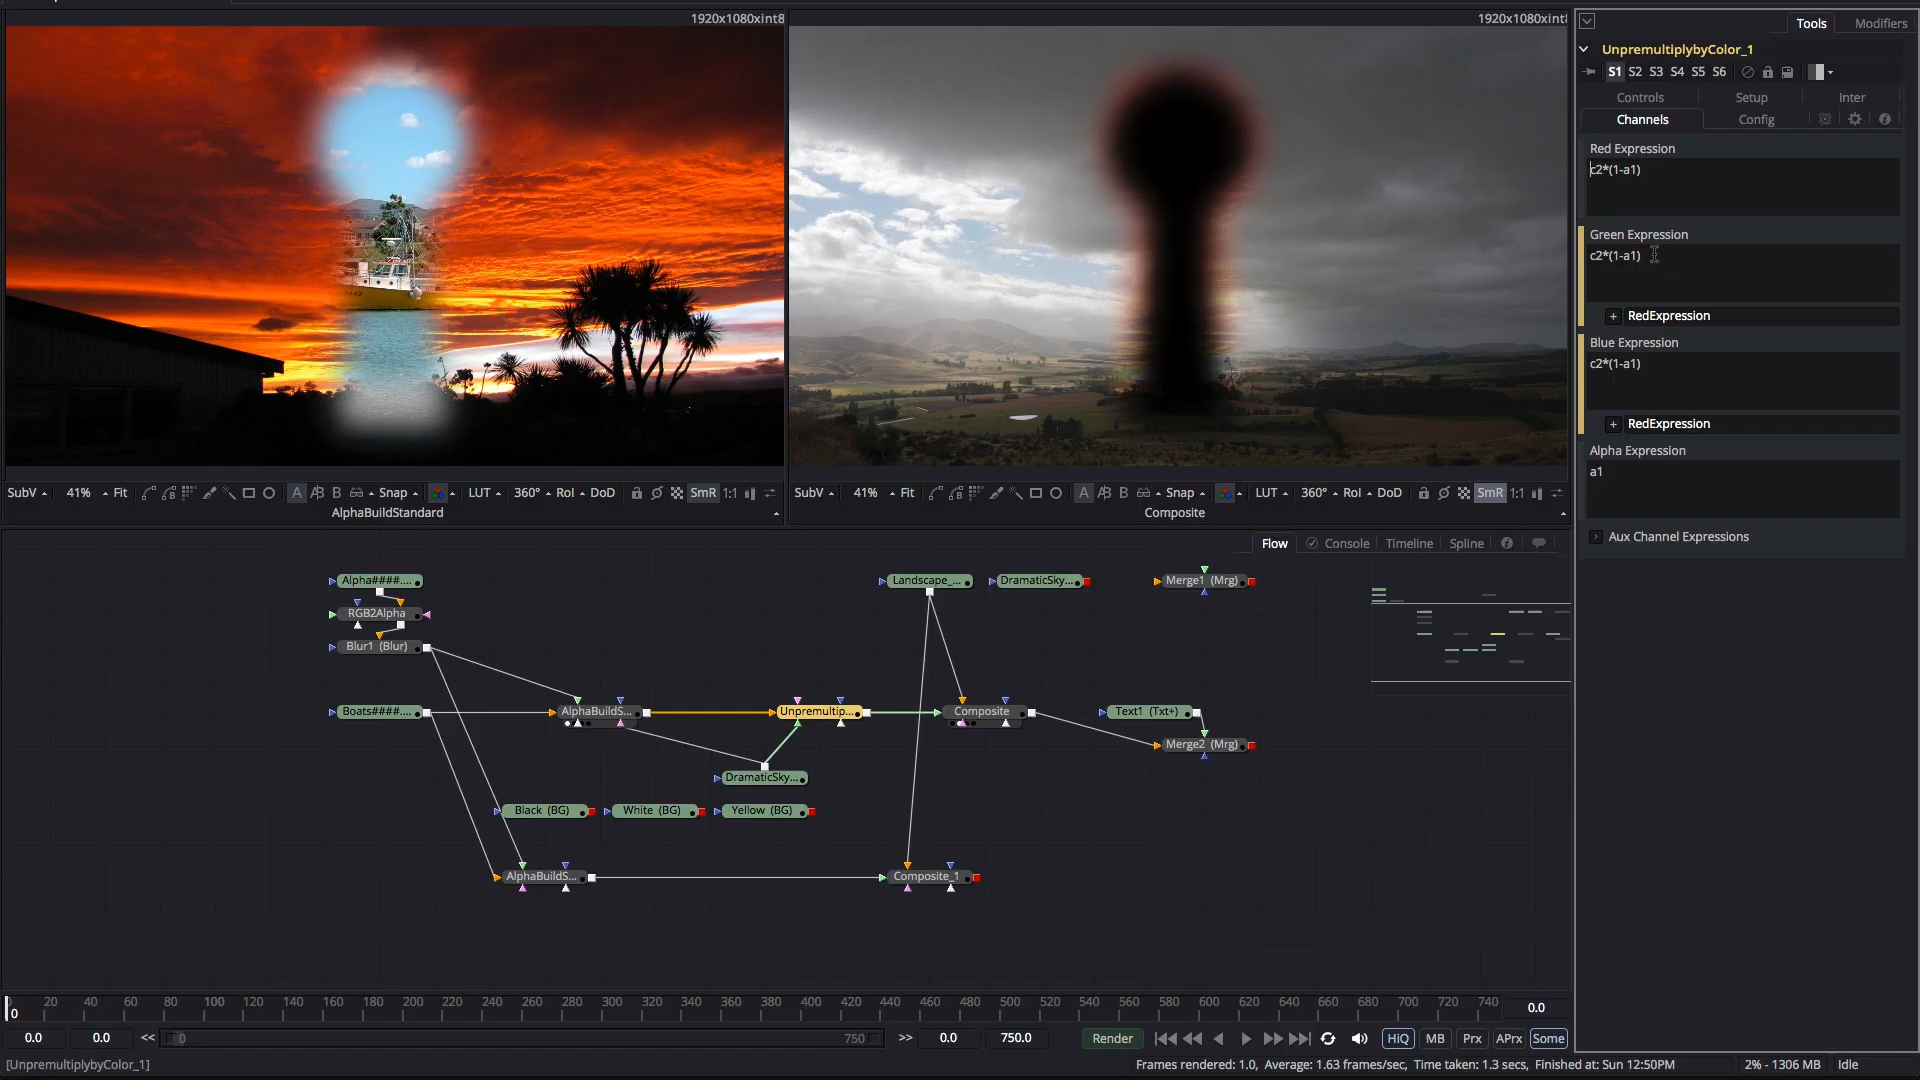 1920x1080xint8
1920x1080xint8
Tools
Modifiers
UnpremultiplybyColor_1
S1 S2 S3 S4 S5 S6
Controls
Setup
Inter
Channels
Config
Red Expression
c2*(1-a1)
Green Expression
c2*(1-a1)
RedExpression
Blue Expression
c2*(1-a1)
RedExpression
Alpha Expression
a1
Aux Channel Expressions
SubV 41% Fit A B Snap LUT 360° RoI DoD SmR 1:1
AlphaBuildStandard
SubV 41% Fit A B Snap LUT 360° RoI DoD SmR 1:1
Composite
Flow Console Timeline Spline
Alpha####....
Landscape_...
DramaticSky...
Merge1 (Mrg)
RGB2Alpha
Blur1 (Blur)
Boats####....
AlphaBuildS...
Unpremultip...
Composite
Text1 (Txt+)
Merge2 (Mrg)
DramaticSky...
Black (BG)
White (BG)
Yellow (BG)
AlphaBuildS...
Composite_1
0 20 40 60 80 100 120 140 160 180 200 220 240 260 280 300 320 340 360 380 400 420 440 460 480 500 520 540 560 580 600 620 640 660 680 700 720 740
0.0
0.0 0.0 << 0 750 >> 0.0 750.0 Render HiQ MB Prx APrx Some
[UnpremultiplybyColor_1]
Frames rendered: 1.0, Average: 1.63 frames/sec, Time taken: 1.3 secs, Finished at: Sun 12:50PM
2% - 1306 MB
Idle